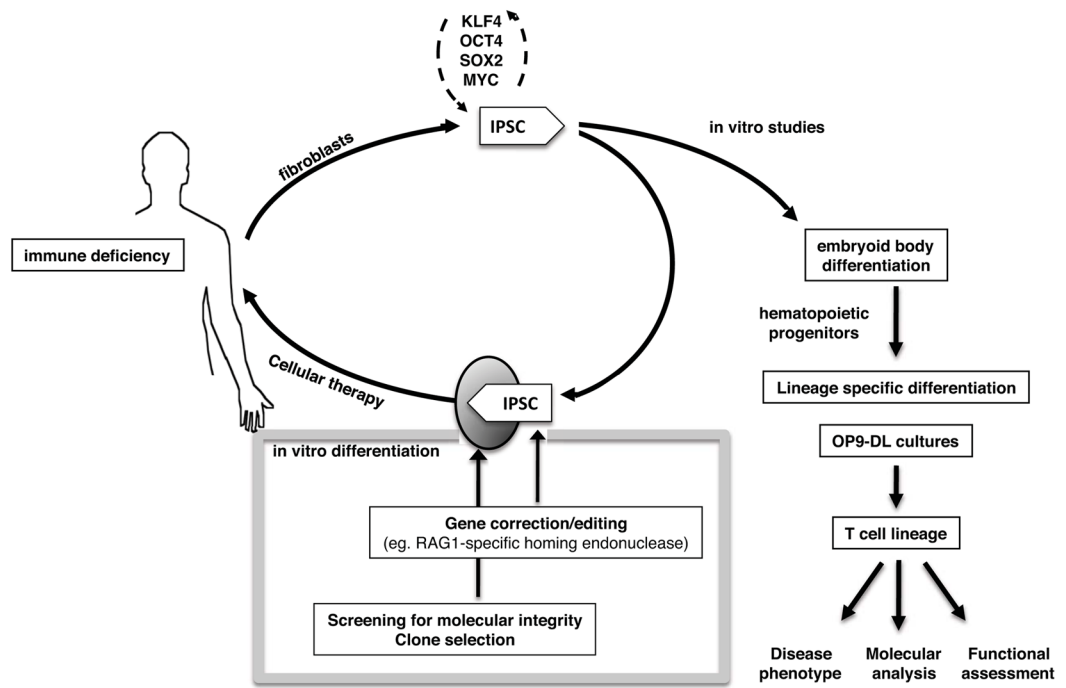 KLF4
OCT4
SOX2
MYC
IPSC
fibroblasts
in vitro studies
immune deficiency
embryoid body
differentiation
hematopoietic
progenitors
Cellular therapy
IPSC
Lineage specific differentiation
OP9-DL cultures
in vitro differentiation
Gene correction/editing
(eg. RAG1-specific homing endonuclease)
T cell lineage
Screening for molecular integrity
Clone selection
Disease
phenotype
Molecular
analysis
Functional
assessment